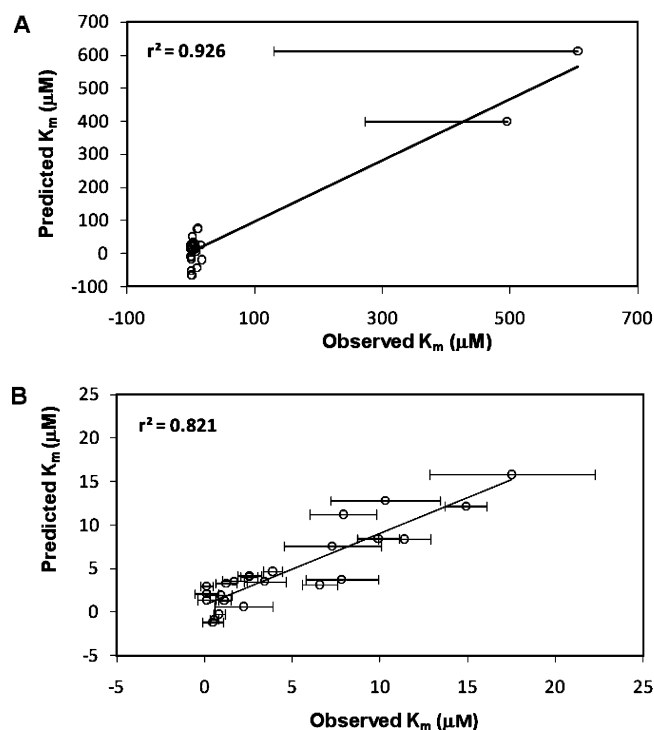 A
r² = 0.926
Predicted Km (µM)
700
600
500
400
300
200
100
0
-100
-100 100 300 500 700
Observed Km (µM)
B
r² = 0.821
Predicted Km (µM)
25
20
15
10
5
0
-5
-5 0 5 10 15 20 25
Observed Km (µM)